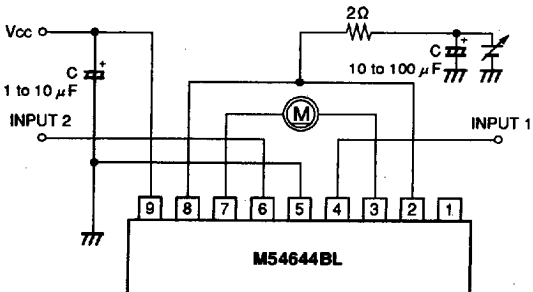 2Ω
Vcc
C
+
1 to 10 μF
C
+
10 to 100 μF
INPUT 2
M
INPUT 1
9 8 7 6 5 4 3 2 1
M54644BL